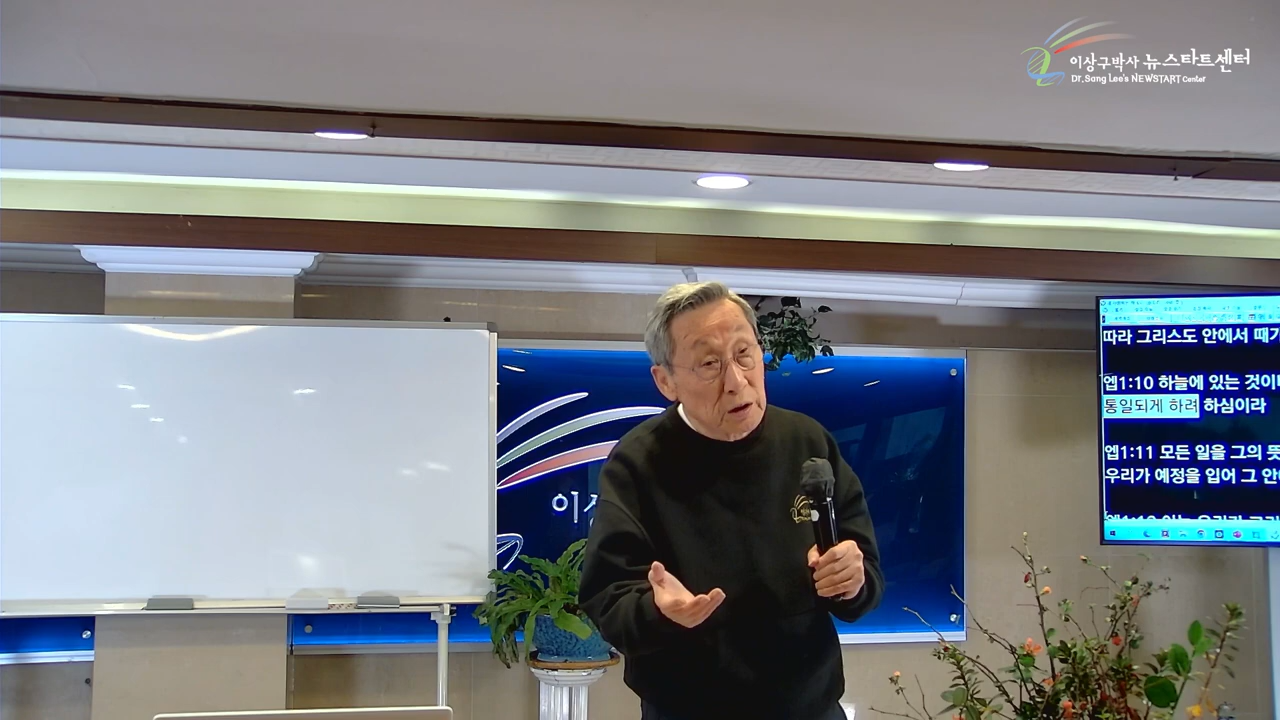 이상구박사 뉴스타트센터
Dr. Sang Lee's NEWSTART Center
따라 그리스도 안에서 때가
엡1:10 하늘에 있는 것이
통일되게 하려 하심이라
엡1:11 모든 일을 그의 뜻
우리가 예정을 입어 그 안에
이상